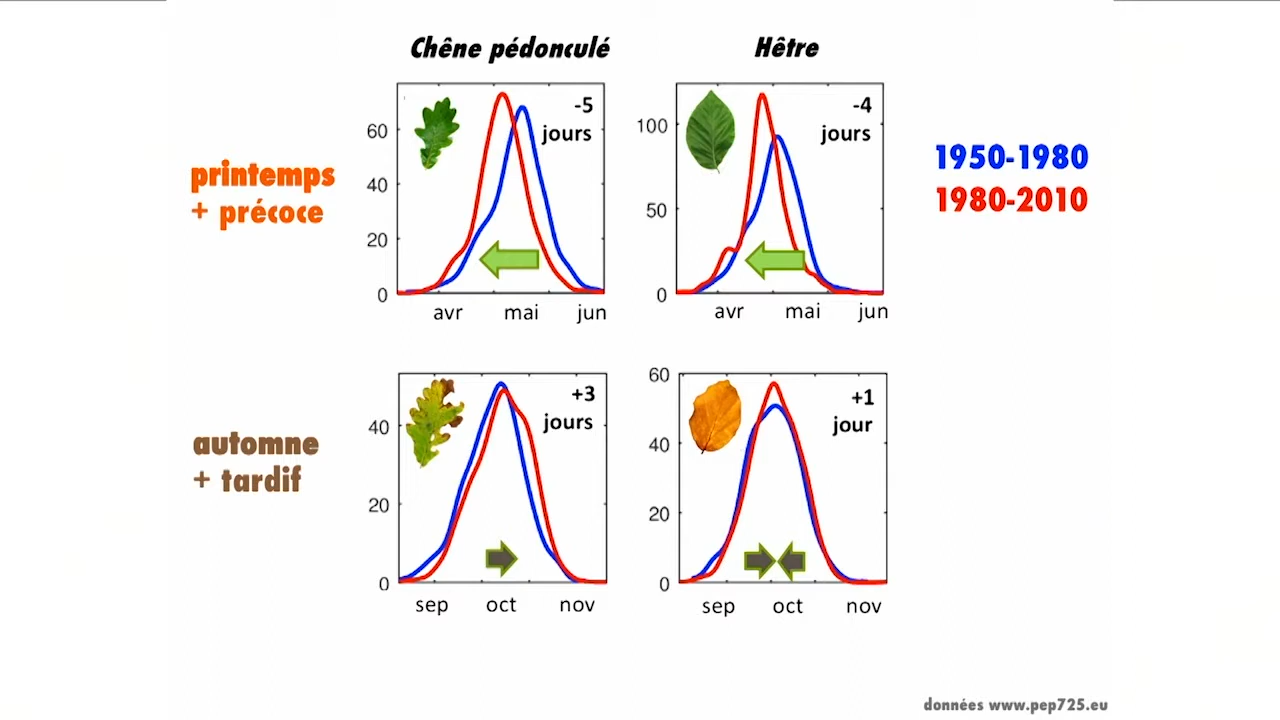 Chêne pédonculé
Hêtre
printemps
+ précoce
-5
jours
60
40
20
0
avr mai jun
-4
jours
100
50
0
avr mai jun
1950-1980
1980-2010
automne
+ tardif
+3
jours
40
20
0
sep oct nov
+1
jour
60
40
20
0
sep oct nov
données www.pep725.eu